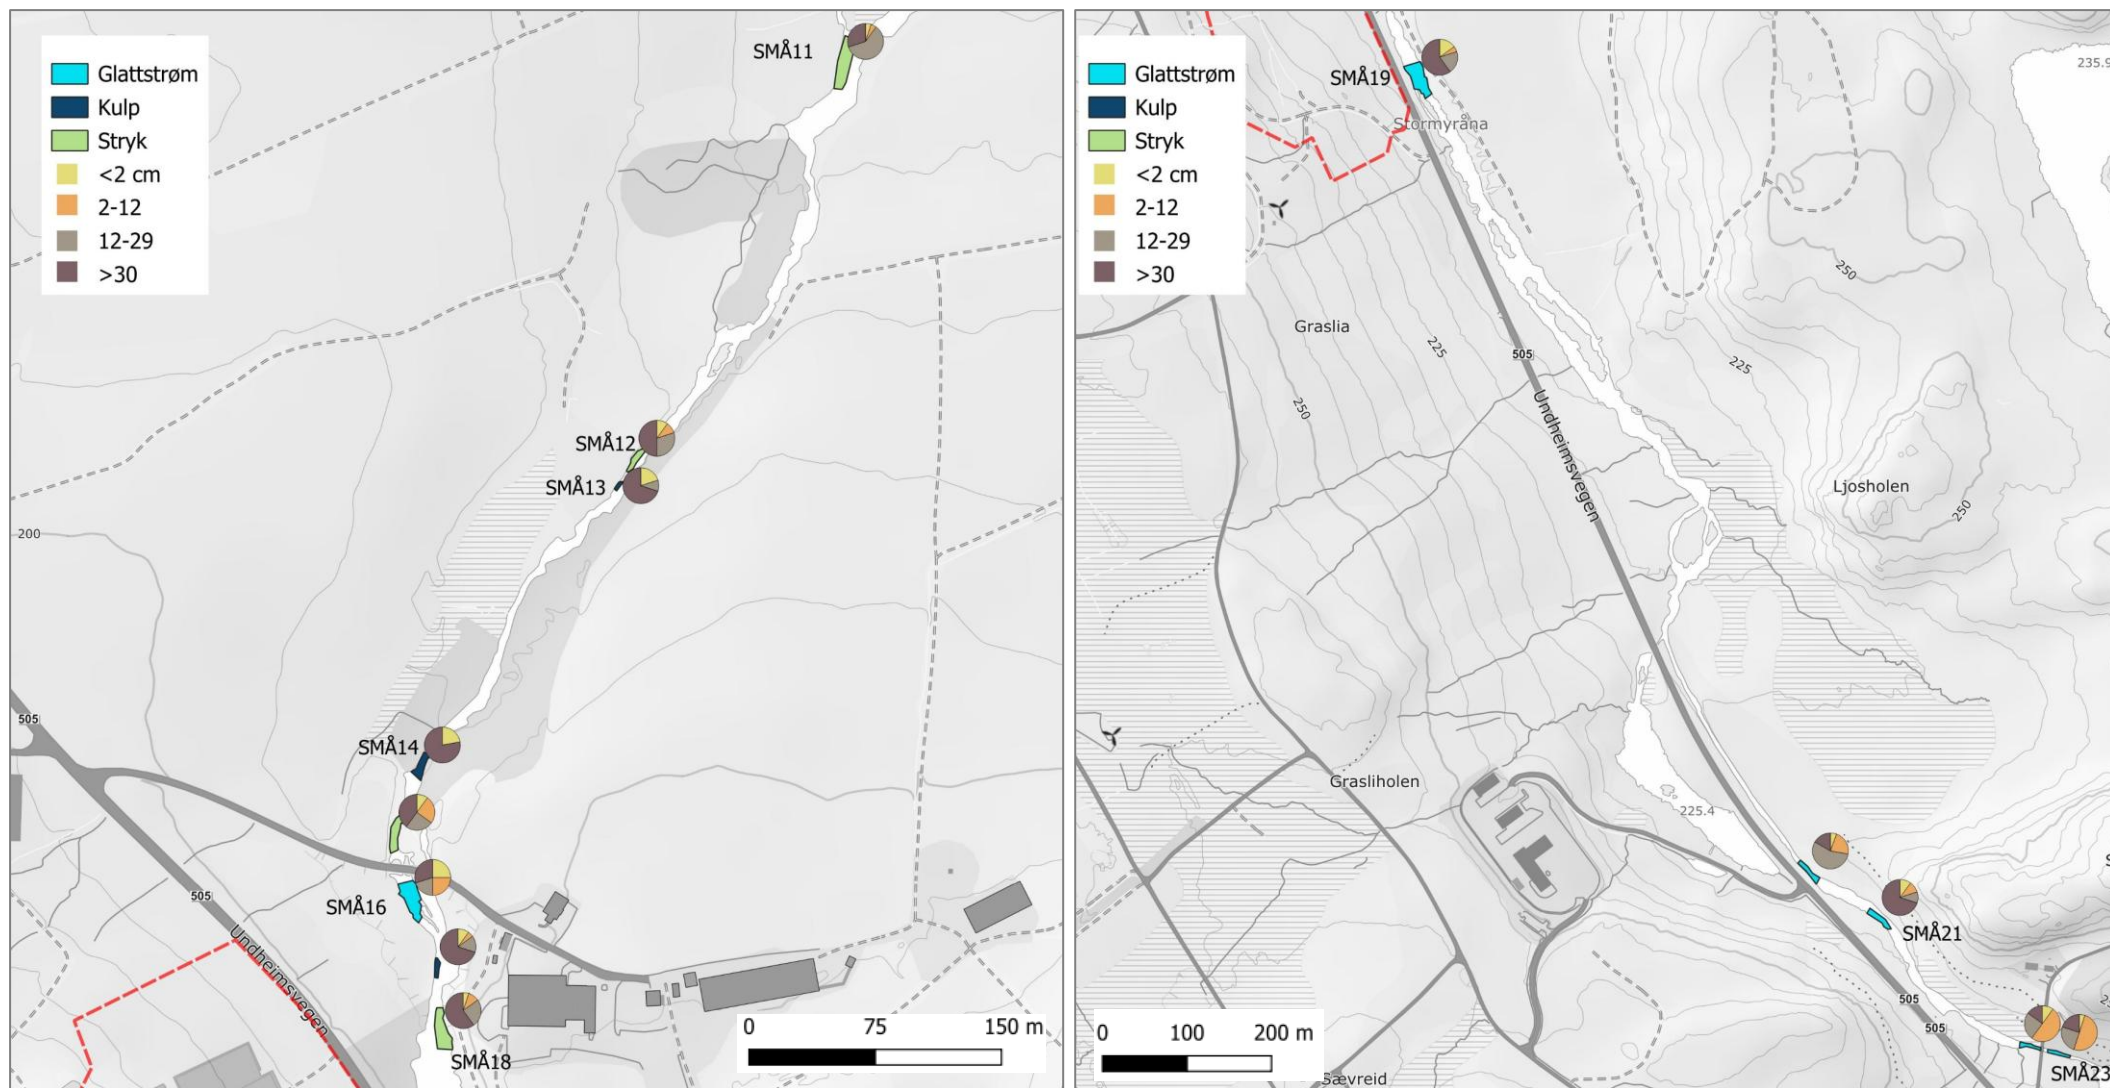 Glattstrøm
Kulp
Stryk
<2 cm
2-12
12-29
>30
SMÅ11
SMÅ12
SMÅ13
200
505
SMÅ14
505
SMÅ16
Undheimsvegen
SMÅ18
0 75 150 m
Glattstrøm
Kulp
Stryk
<2 cm
2-12
12-29
>30
SMÅ19
Stormyråna
235.9
250
Graslia
225
505
225
250
Undheimsvegen
Ljosholen
250
Grasliholen
225.4
SMÅ21
505
505
SMÅ23
0 100 200 m
Sævreid